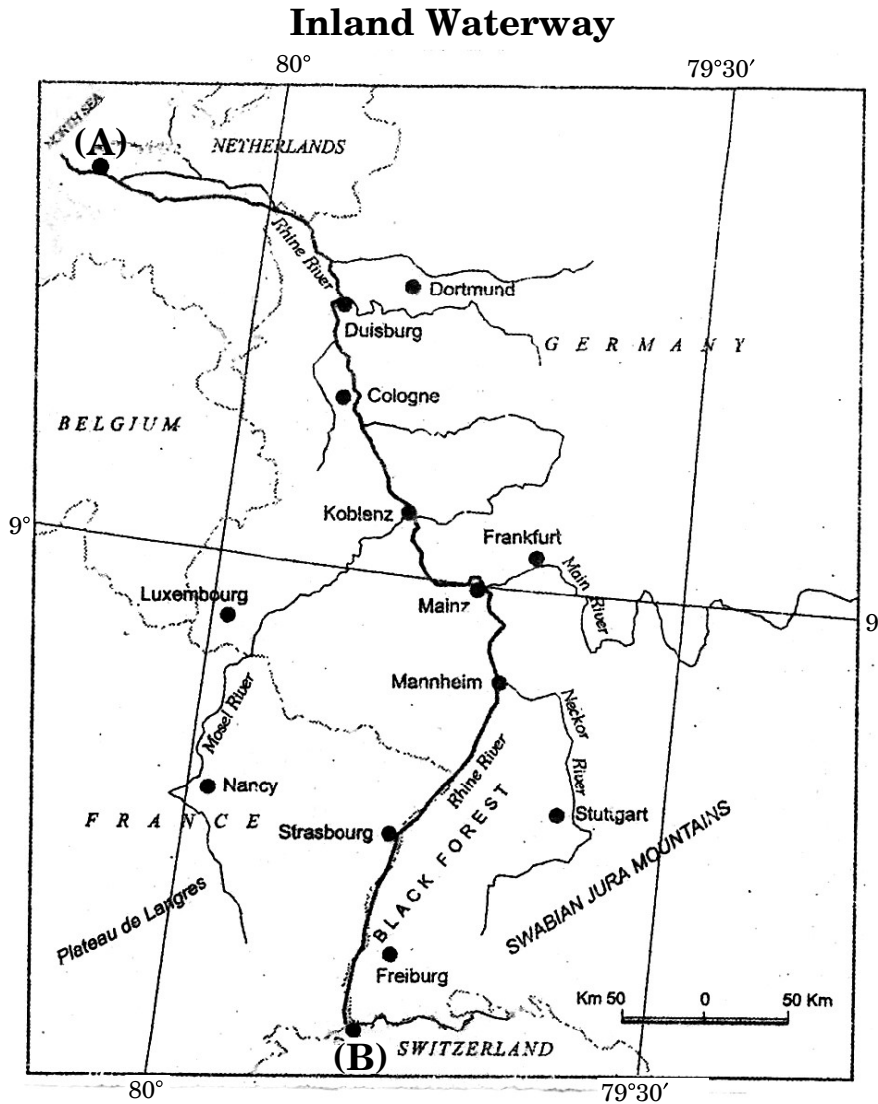 Inland Waterway
80°
79°30′
NORTH SEA
(A)
NETHERLANDS
Rhine River
Dortmund
Duisburg
G E R M A N Y
Cologne
BELGIUM
Koblenz
9°
Frankfurt
Main River
Luxembourg
Mainz
9
Mannheim
Mosel River
Neckor River
Rhine River
Nancy
F R A N C E
Strasbourg
Stuttgart
BLACK FOREST
SWABIAN JURA MOUNTAINS
Plateau de Langres
Freiburg
Km 50 0 50 Km
(B)
SWITZERLAND
80°
79°30′